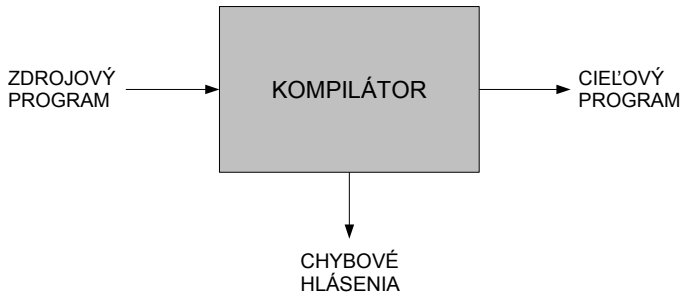 ZDROJOVÝ
PROGRAM
KOMPILÁTOR
CIEĽOVÝ
PROGRAM
CHYBOVÉ
HLÁSENIA